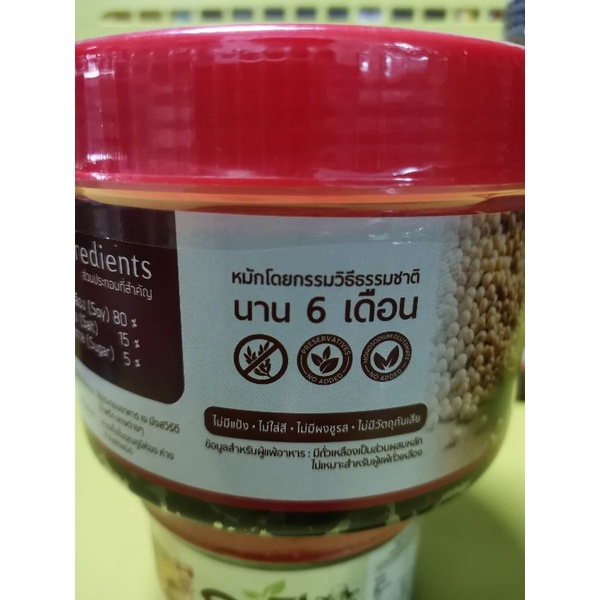 redients
ส่วนประกอบที่สำคัญ
(Soy) 80 %
(Salt) 15 %
(Sugar) 5 %
หมักโดยกรรมวิธีธรรมชาติ
นาน 6 เดือน
PRESERVATIVES
NO ADDED
MONOSODIUM GLUTAMATE
NO ADDED
ไม่มีแป้ง • ไม่ใส่สี • ไม่มีผงชูรส • ไม่มีวัตถุกันเสีย
ข้อมูลสำหรับผู้แพ้อาหาร : มีถั่วเหลืองเป็นส่วนผสมหลัก
ไม่เหมาะสำหรับผู้แพ้ถั่วเหลือง